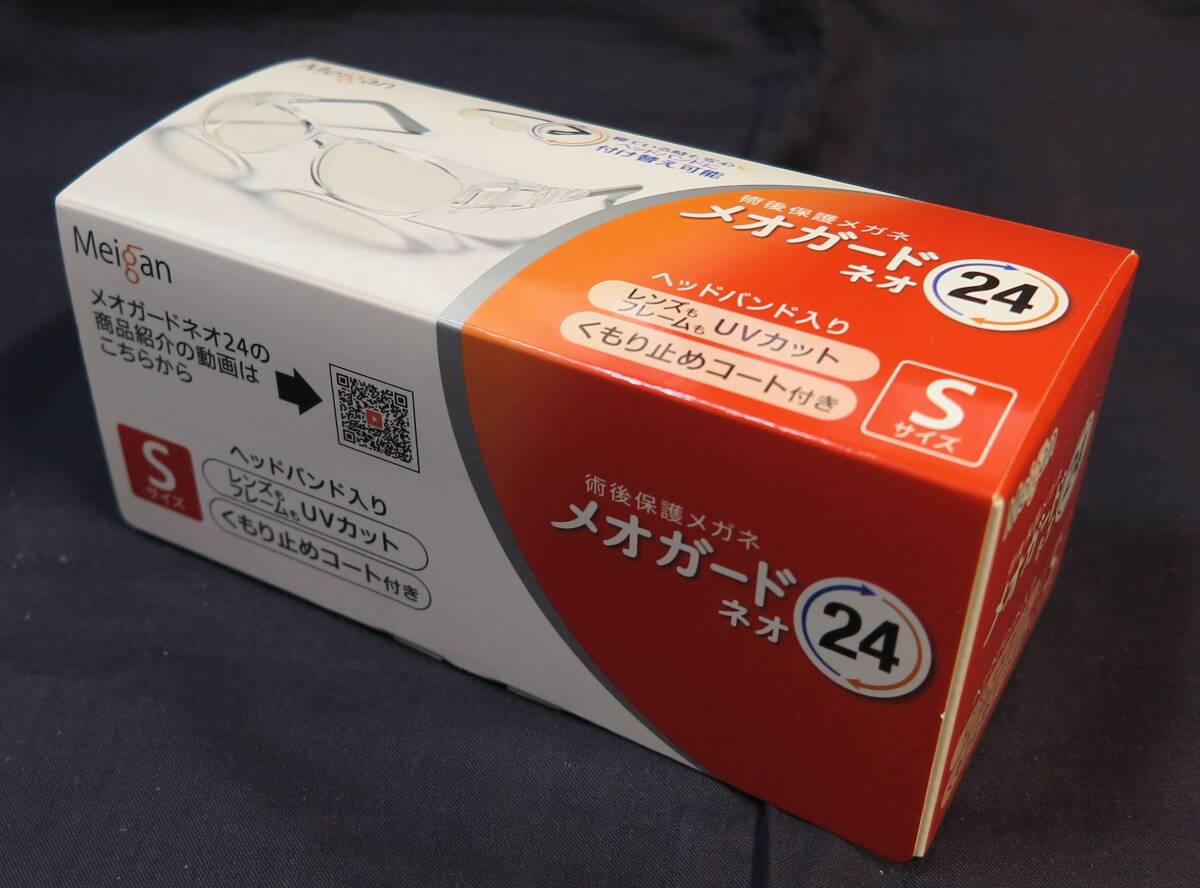 Meigan
付け替え可能
術後保護メガネ
メオガード
ネオ
24
ヘッドバンド入り
レンズも
フレームも UVカット
くもり止めコート付き
S
サイズ
Meigan
メオガードネオ24の
商品紹介の動画は
こちらから
S
サイズ
ヘッドバンド入り
レンズも
フレームも UVカット
くもり止めコート付き
術後保護メガネ
メオガード
ネオ
24